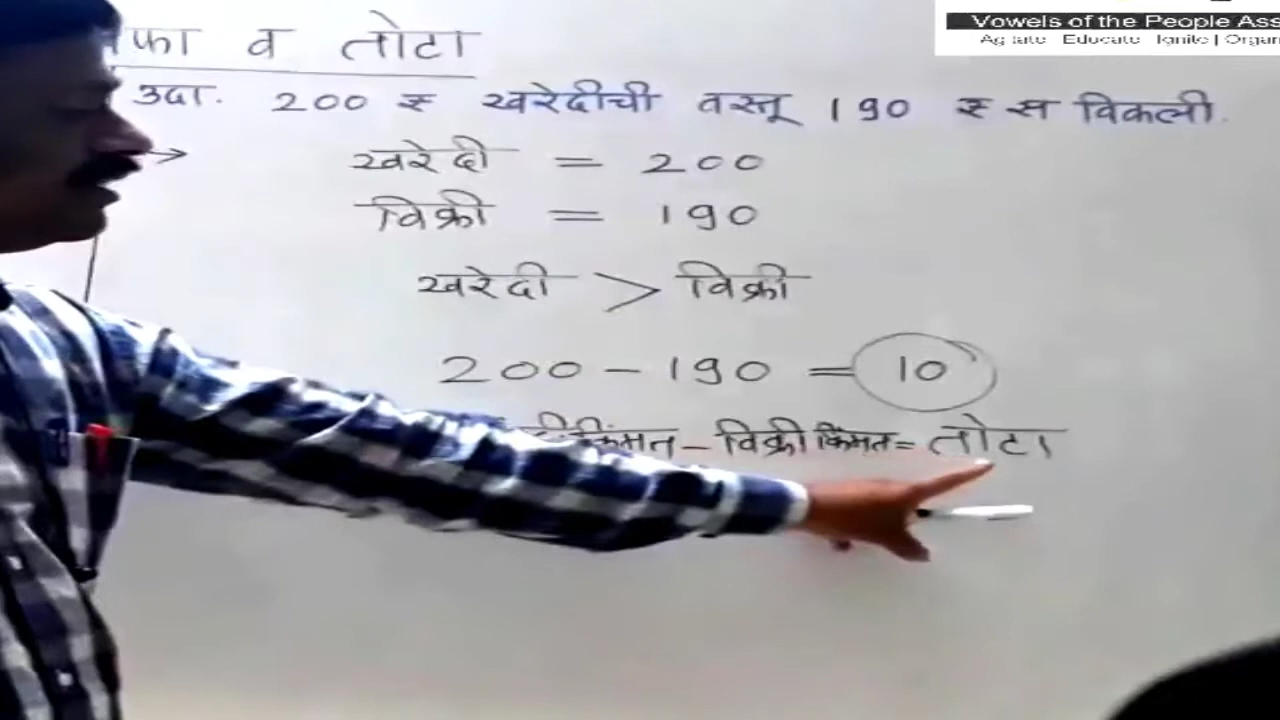 Vowels of the People Ass
Agitate Educate Ignite | Organ
फा व तोटा
उदा. 200 रु खरेदीची वस्तू 190 रु स विकली.
खरेदी = 200
विक्री = 190
खरेदी > विक्री
200 - 190 = 10
किंमत - विक्री किंमत = तोटा